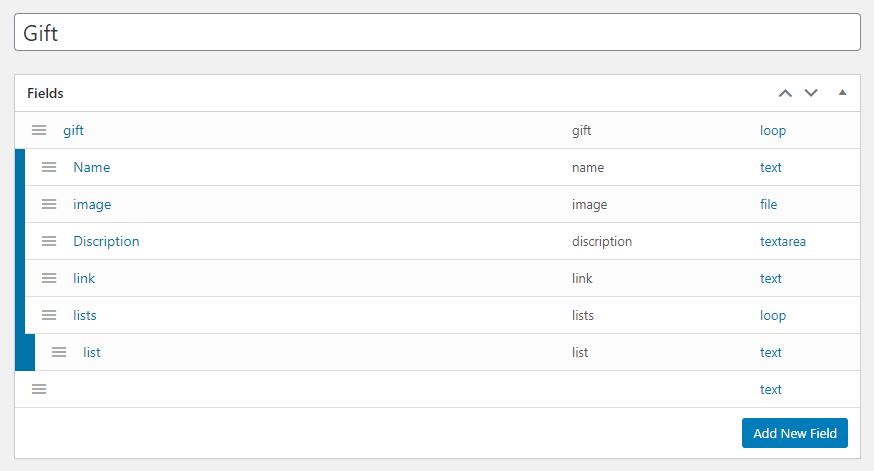 Gift
Fields
gift gift loop
Name name text
image image file
Discription discription textarea
link link text
lists lists loop
list list text
text
Add New Field